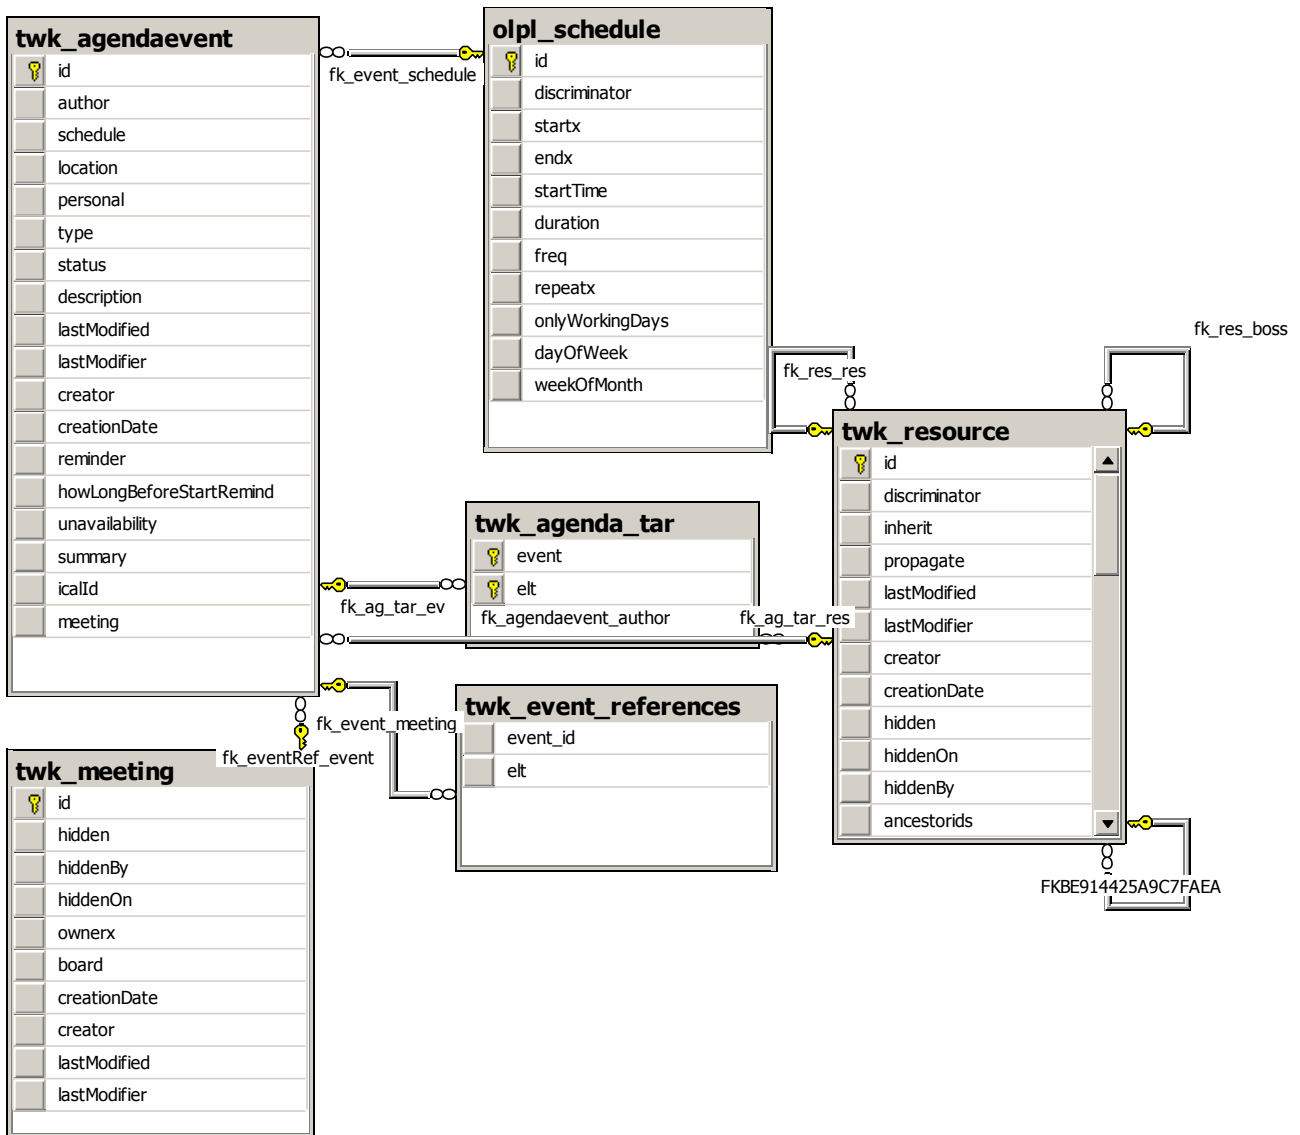 twk_agendaevent
id
author
schedule
location
personal
type
status
description
lastModified
lastModifier
creator
creationDate
reminder
howLongBeforeStartRemind
unavailability
summary
icalId
meeting
fk_event_schedule
olpl_schedule
id
discriminator
startx
endx
startTime
duration
freq
repeatx
onlyWorkingDays
dayOfWeek
weekOfMonth
fk_res_res
fk_res_boss
twk_resource
id
discriminator
inherit
propagate
lastModified
lastModifier
creator
creationDate
hidden
hiddenOn
hiddenBy
ancestorids
FKBE914425A9C7FAEA
twk_agenda_tar
event
elt
fk_ag_tar_ev
fk_agendaevent_author
fk_ag_tar_res
twk_event_references
event_id
elt
fk_event_meeting
fk_eventRef_event
twk_meeting
id
hidden
hiddenBy
hiddenOn
ownerx
board
creationDate
creator
lastModified
lastModifier